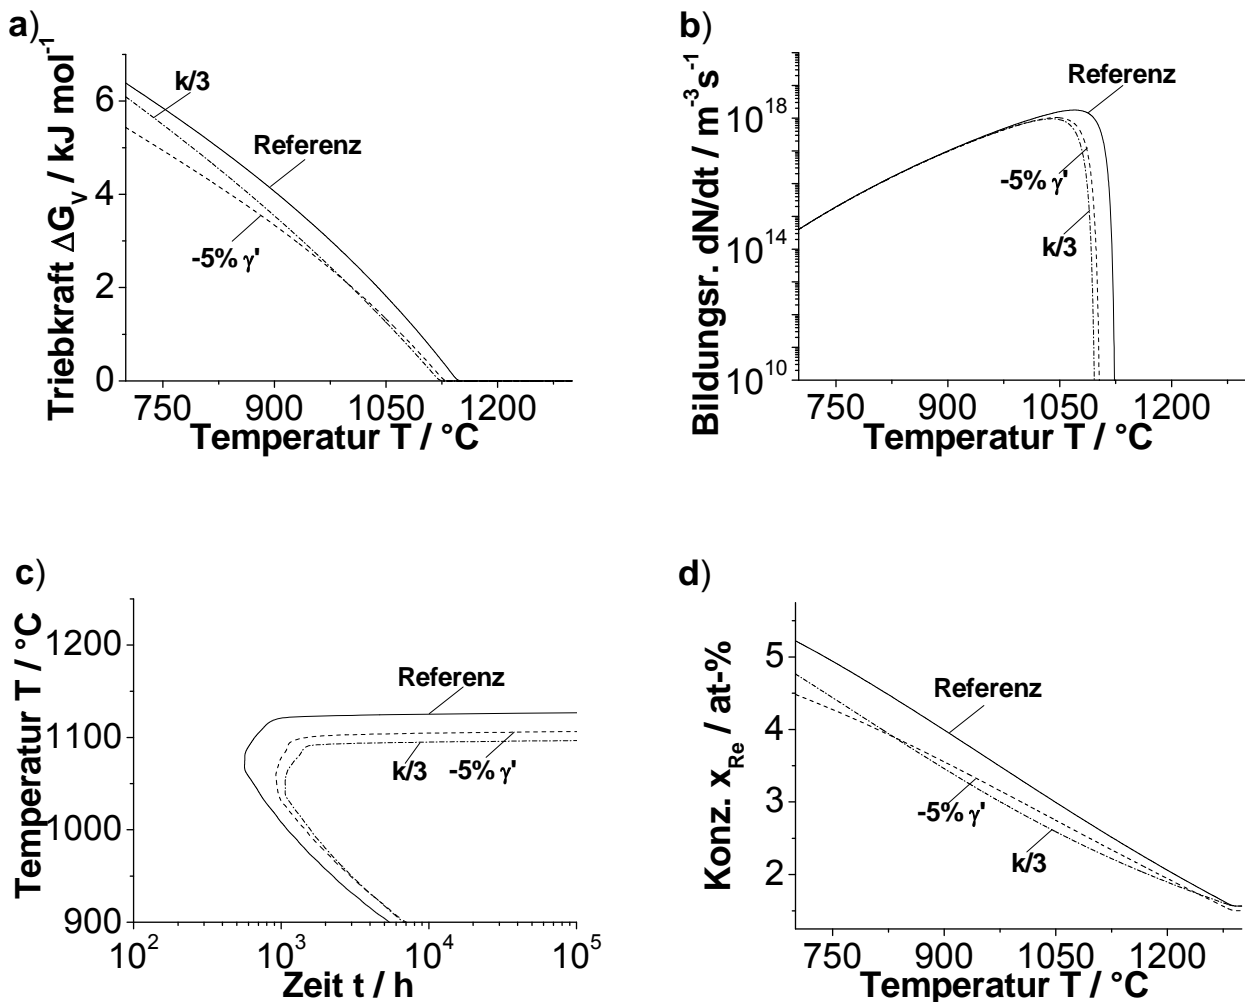 a)
Triebkraft ΔG_v / kJ mol^-1
6
4
2
0
k/3
Referenz
-5% γ'
750 900 1050 1200
Temperatur T / °C
b)
Bildungsr. dN/dt / m^-3 s^-1
10^18
10^14
10^10
Referenz
-5% γ'
k/3
750 900 1050 1200
Temperatur T / °C
c)
Temperatur T / °C
1200
1100
1000
900
Referenz
k/3 -5% γ'
10^2 10^3 10^4 10^5
Zeit t / h
d)
Konz. x_Re / at-%
5
4
3
2
Referenz
-5% γ'
k/3
750 900 1050 1200
Temperatur T / °C